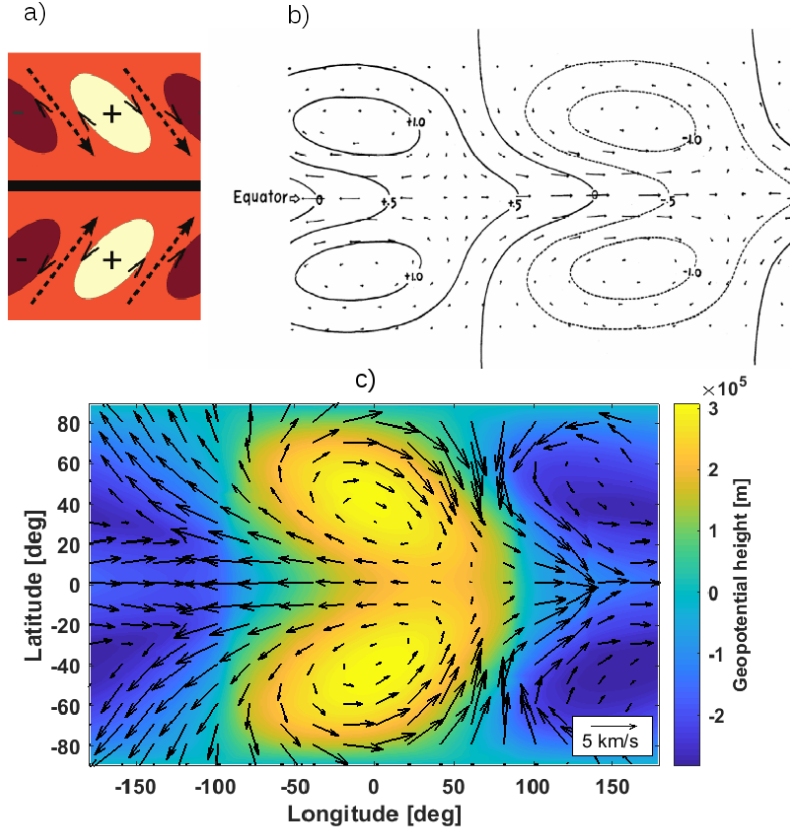 a)
b)
- + -
- + -
+1.0 -1.0
Equator 0 +.5 +.5 0 -.5
+1.0 -1.0
c)
×10⁵
80
60
40
20
0
-20
-40
-60
-80
Latitude [deg]
-150 -100 -50 0 50 100 150
Longitude [deg]
5 km/s
3
2
1
0
-1
-2
Geopotential height [m]